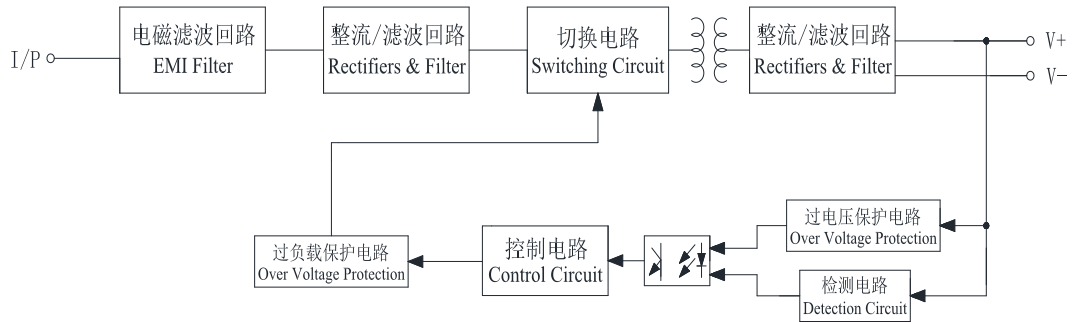 I/P
电磁滤波回路
EMI Filter
整流/滤波回路
Rectifiers & Filter
切换电路
Switching Circuit
整流/滤波回路
Rectifiers & Filter
V+
V-
过负载保护电路
Over Voltage Protection
控制电路
Control Circuit
过电压保护电路
Over Voltage Protection
检测电路
Detection Circuit